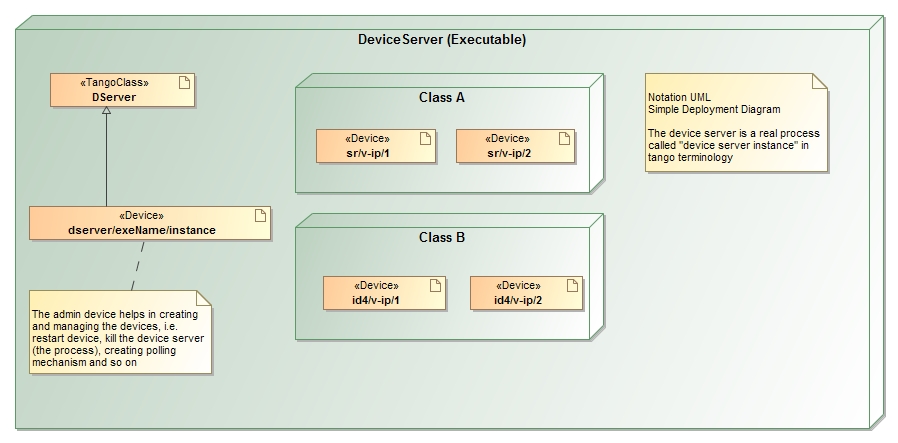 DeviceServer (Executable)
«TangoClass»
DServer
Class A
«Device»
sr/v-ip/1
«Device»
sr/v-ip/2
Notation UML
Simple Deployment Diagram
The device server is a real process
called "device server instance" in
tango terminology
«Device»
dserver/exeName/instance
Class B
«Device»
id4/v-ip/1
«Device»
id4/v-ip/2
The admin device helps in creating
and managing the devices, i.e.
restart device, kill the device server
(the process), creating polling
mechanism and so on